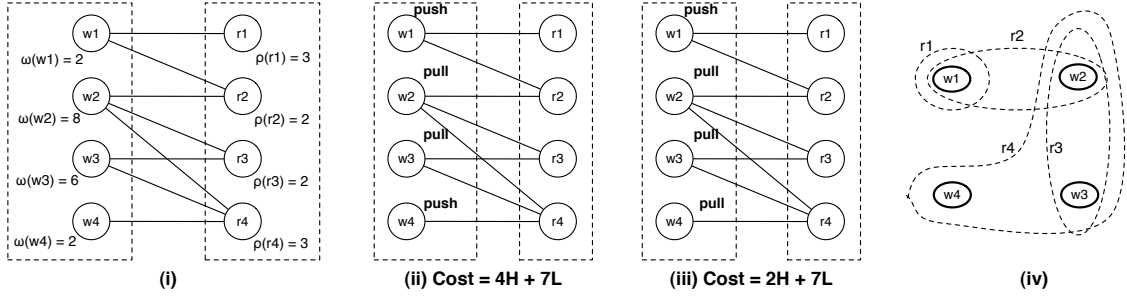 w1
r1
ω(w1) = 2
ρ(r1) = 3
w2
r2
ω(w2) = 8
ρ(r2) = 2
w3
r3
ω(w3) = 6
ρ(r3) = 2
w4
r4
ω(w4) = 2
ρ(r4) = 3
(i)
push
w1
r1
pull
w2
r2
pull
w3
r3
push
w4
r4
(ii) Cost = 4H + 7L
push
w1
r1
pull
w2
r2
pull
w3
r3
pull
w4
r4
(iii) Cost = 2H + 7L
r1
r2
w1
w2
r4
r3
w4
w3
(iv)